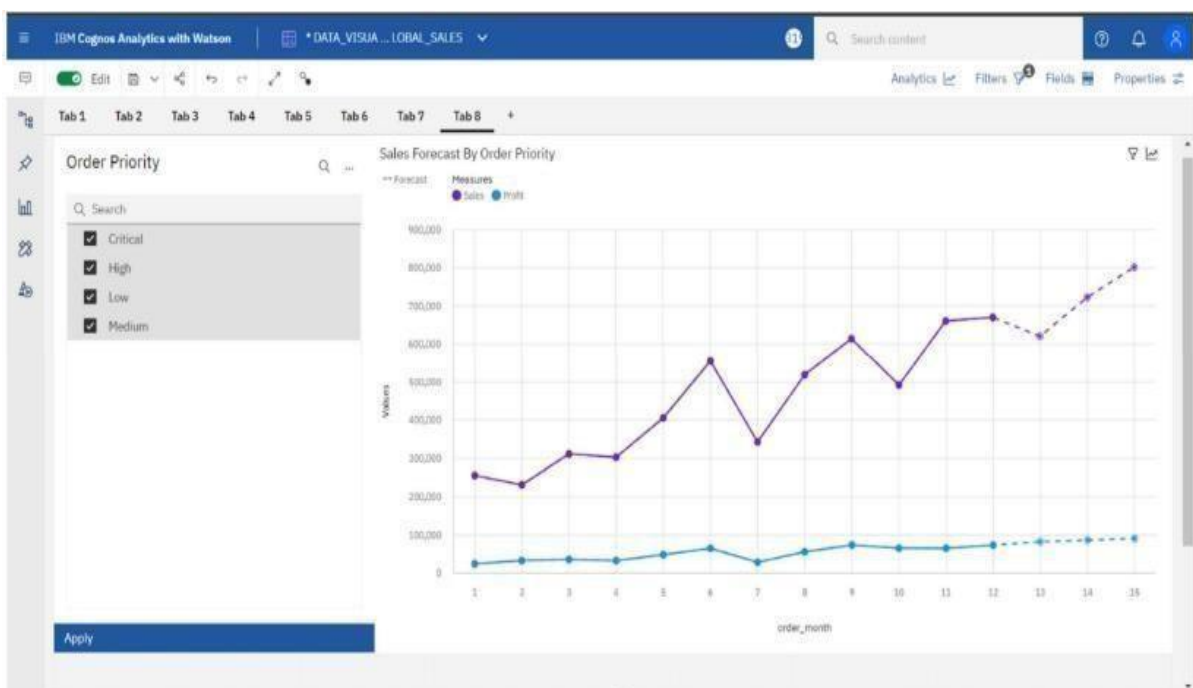 IBM Cognos Analytics with Watson
* DATA_VISUA ... LOBAL_SALES
Search content
Edit
Analytics
Filters
1
Fields
Properties
Tab 1 Tab 2 Tab 3 Tab 4 Tab 5 Tab 6 Tab 7 Tab 8 +
Order Priority
...
Search
Critical
High
Low
Medium
Apply
Sales Forecast By Order Priority
Forecast
Measures
Sales Profit
Values
900,000
800,000
700,000
600,000
500,000
400,000
300,000
200,000
100,000
0
1 2 3 4 5 6 7 8 9 10 11 12 13 14 15
order_month